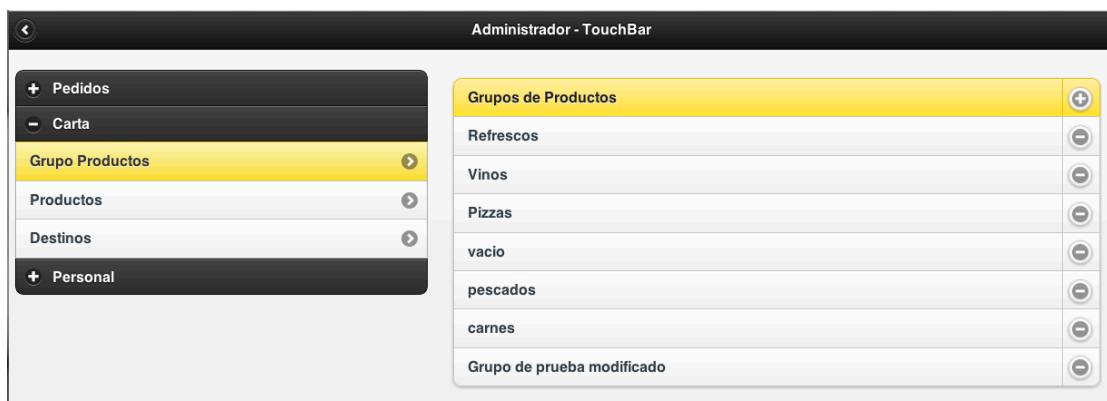 Administrador - TouchBar
Pedidos
Carta
Grupo Productos
Productos
Destinos
Personal
Grupos de Productos
Refrescos
Vinos
Pizzas
vacio
pescados
carnes
Grupo de prueba modificado